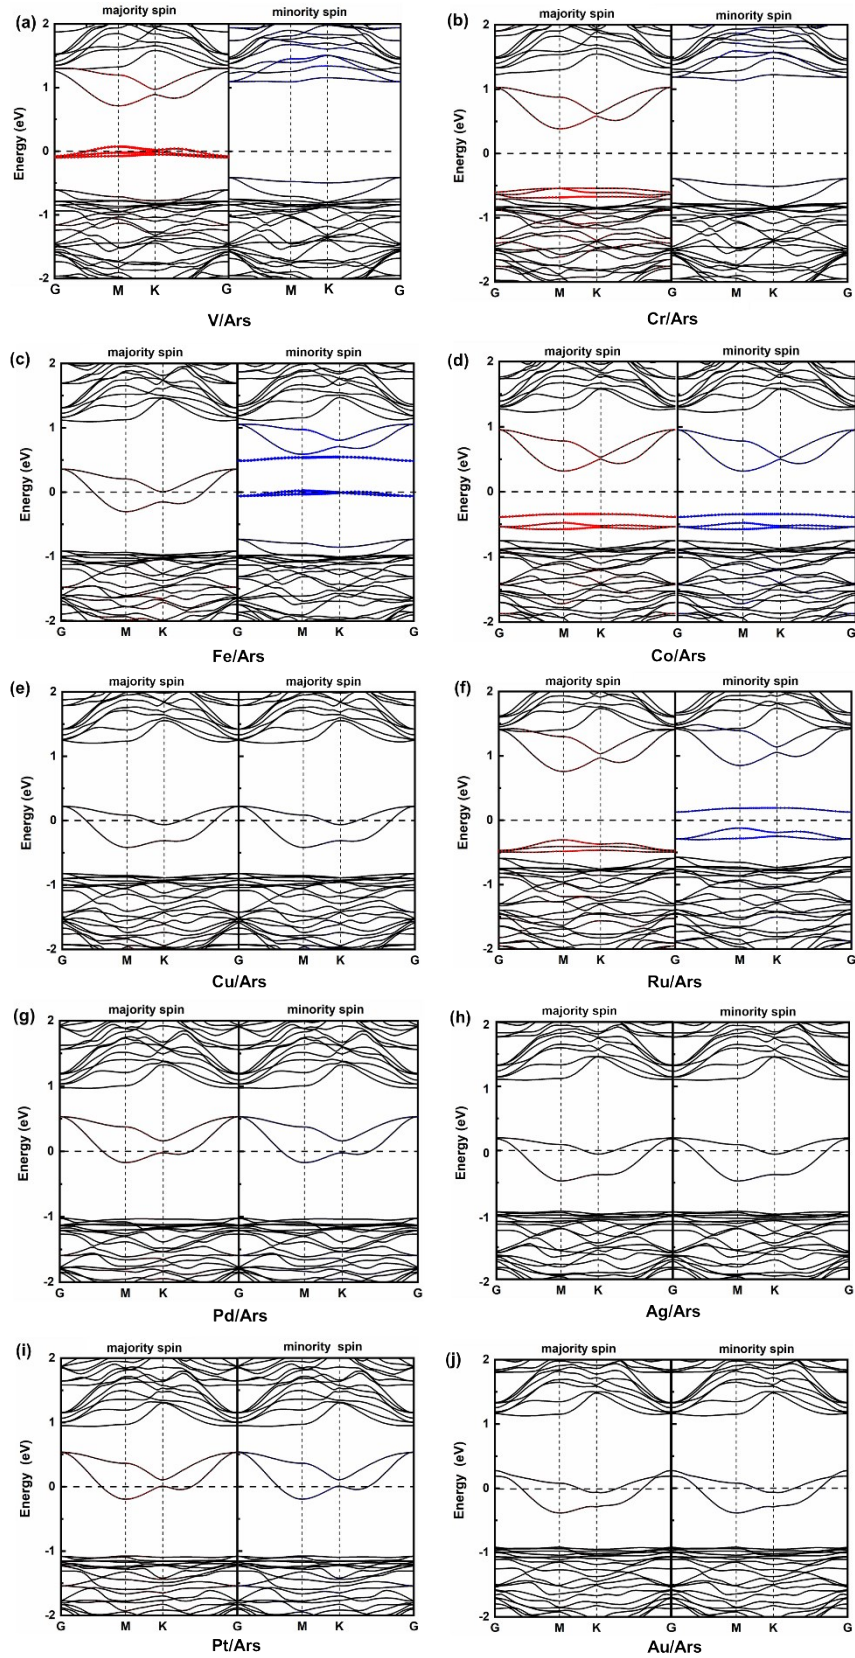 (a) majority spin minority spin
Energy (eV)
2
1
0
-1
-2
G M K G M K G
V/Ars
(b) majority spin minority spin
Energy (eV)
2
1
0
-1
-2
G M K G M K G
Cr/Ars
(c) majority spin minority spin
Energy (eV)
2
1
0
-1
-2
G M K G M K G
Fe/Ars
(d) majority spin minority spin
Energy (eV)
2
1
0
-1
-2
G M K G M K G
Co/Ars
(e) majority spin majority spin
Energy (eV)
2
1
0
-1
-2
G M K G M K G
Cu/Ars
(f) majority spin minority spin
Energy (eV)
2
1
0
-1
-2
G M K G M K G
Ru/Ars
(g) majority spin minority spin
Energy (eV)
2
1
0
-1
-2
G M K G M K G
Pd/Ars
(h) majority spin minority spin
Energy (eV)
2
1
0
-1
-2
G M K G M K G
Ag/Ars
(i) majority spin minority spin
Energy (eV)
2
1
0
-1
-2
G M K G M K G
Pt/Ars
(j) majority spin minority spin
Energy (eV)
2
1
0
-1
-2
G M K G M K G
Au/Ars